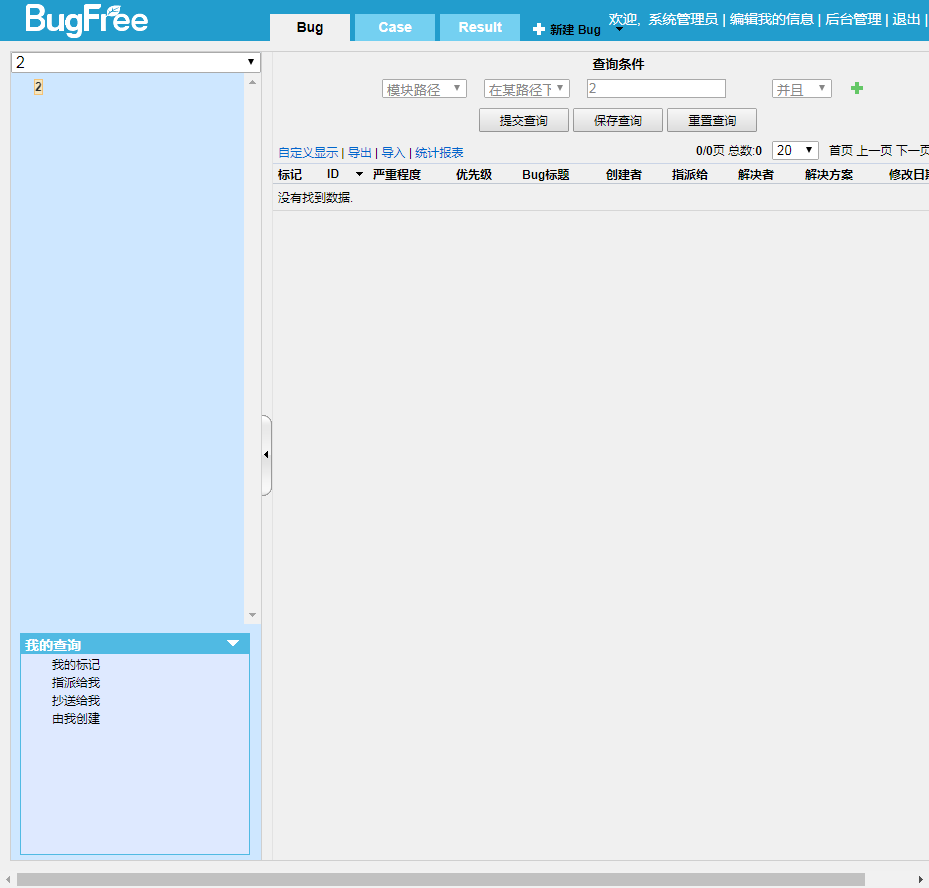 BugFree
Bug Case Result 新建 Bug 欢迎, 系统管理员 | 编辑我的信息 | 后台管理 | 退出 |
2
2
查询条件
模块路径 在某路径下 2 并且
提交查询 保存查询 重置查询
自定义显示 | 导出 | 导入 | 统计报表 0/0页 总数:0 20 首页 上一页 下一页
标记 ID 严重程度 优先级 Bug标题 创建者 指派给 解决者 解决方案 修改日期
没有找到数据.
我的查询
我的标记
指派给我
抄送给我
由我创建